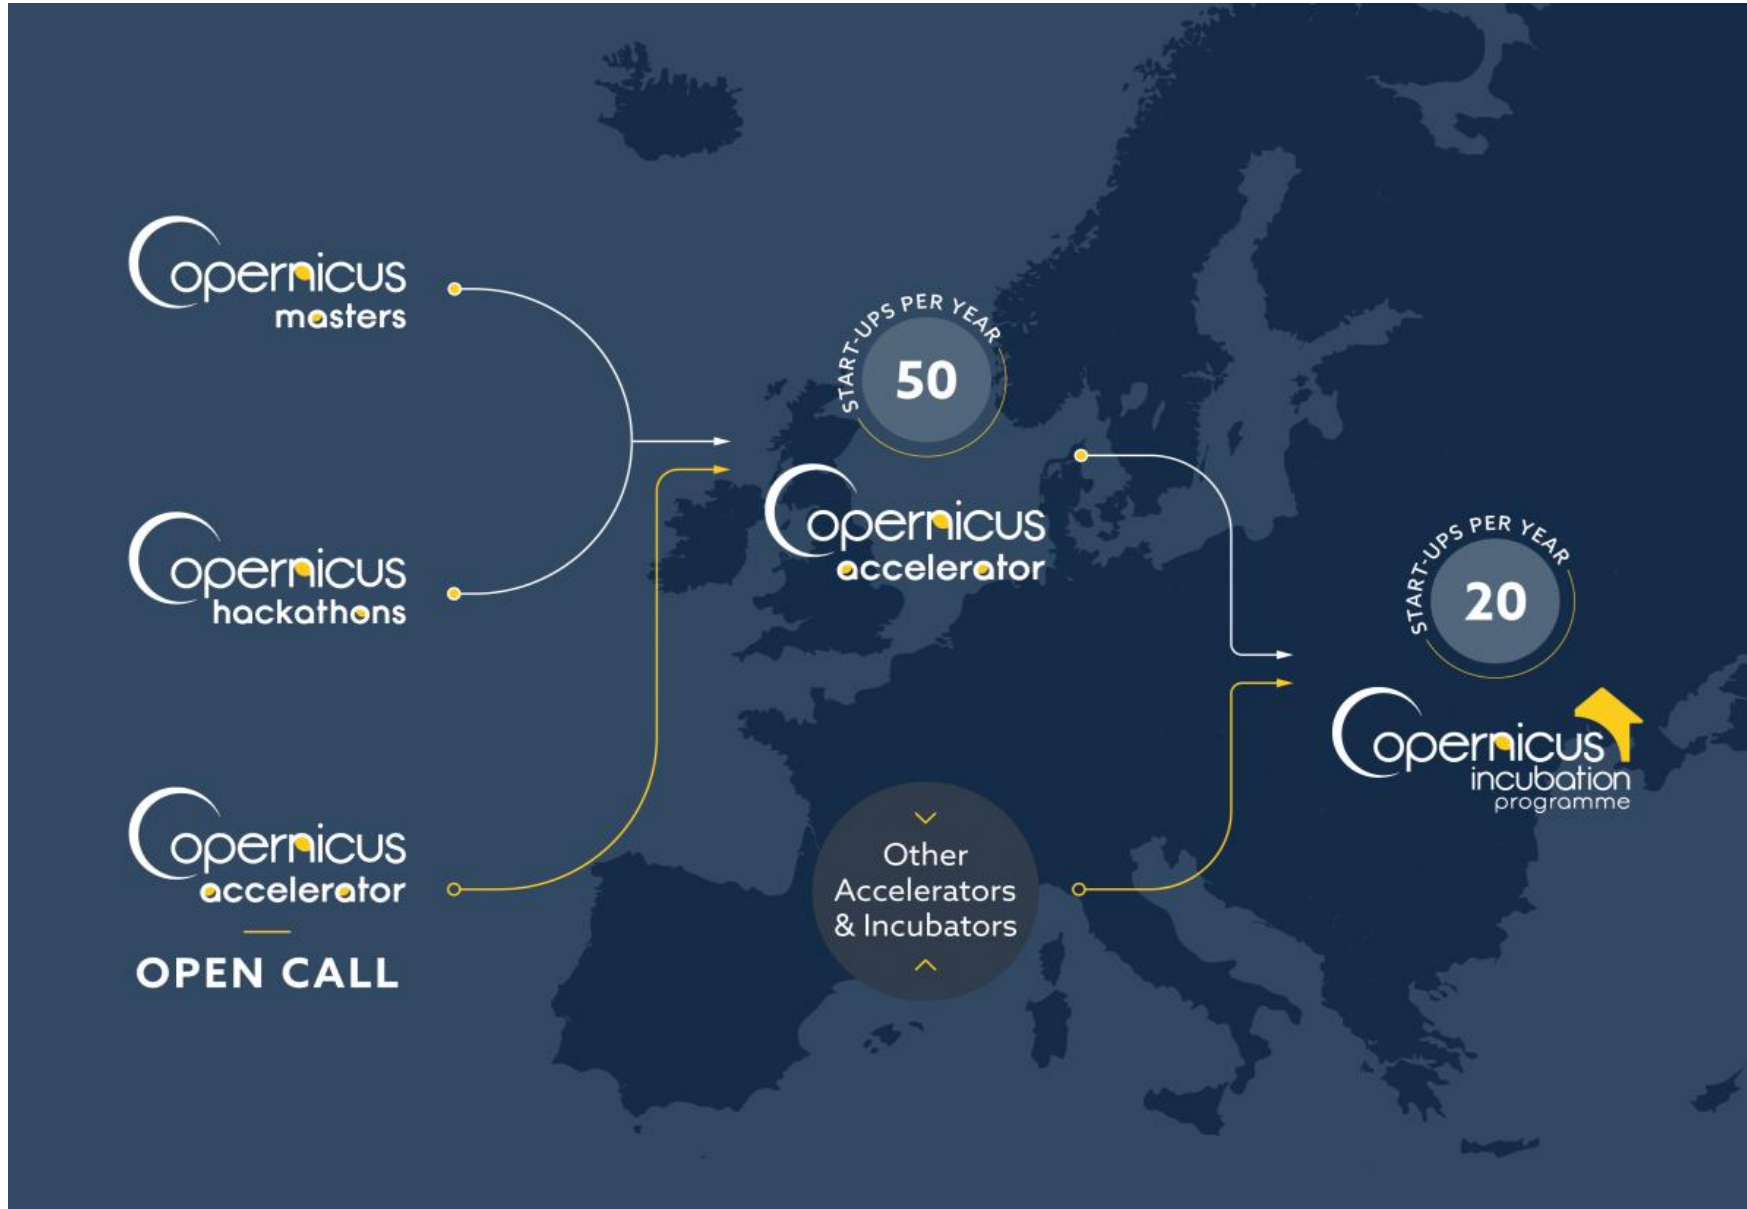 Copernicus
masters
Copernicus
hackathons
Copernicus
accelerator
OPEN CALL
START-UPS PER YEAR
50
Copernicus
accelerator
Other
Accelerators
& Incubators
START-UPS PER YEAR
20
Copernicus
incubation
programme